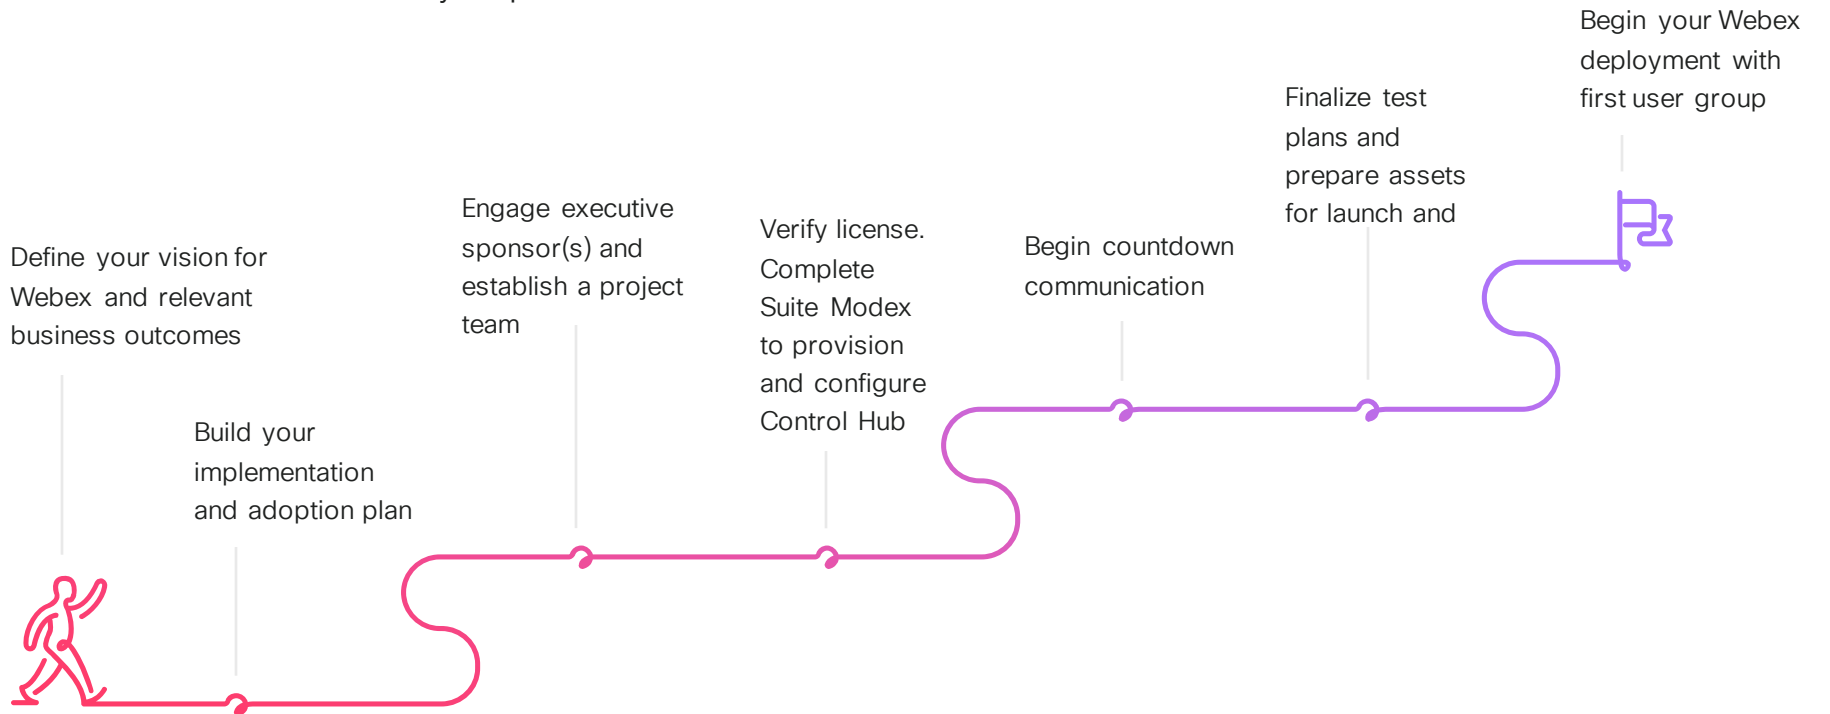 Define your vision for
Webex and relevant
business outcomes
Build your
implementation
and adoption plan
Engage executive
sponsor(s) and
establish a project
team
Verify license.
Complete
Suite Modex
to provision
and configure
Control Hub
Begin countdown
communication
Finalize test
plans and
prepare assets
for launch and
Begin your Webex
deployment with
first user group